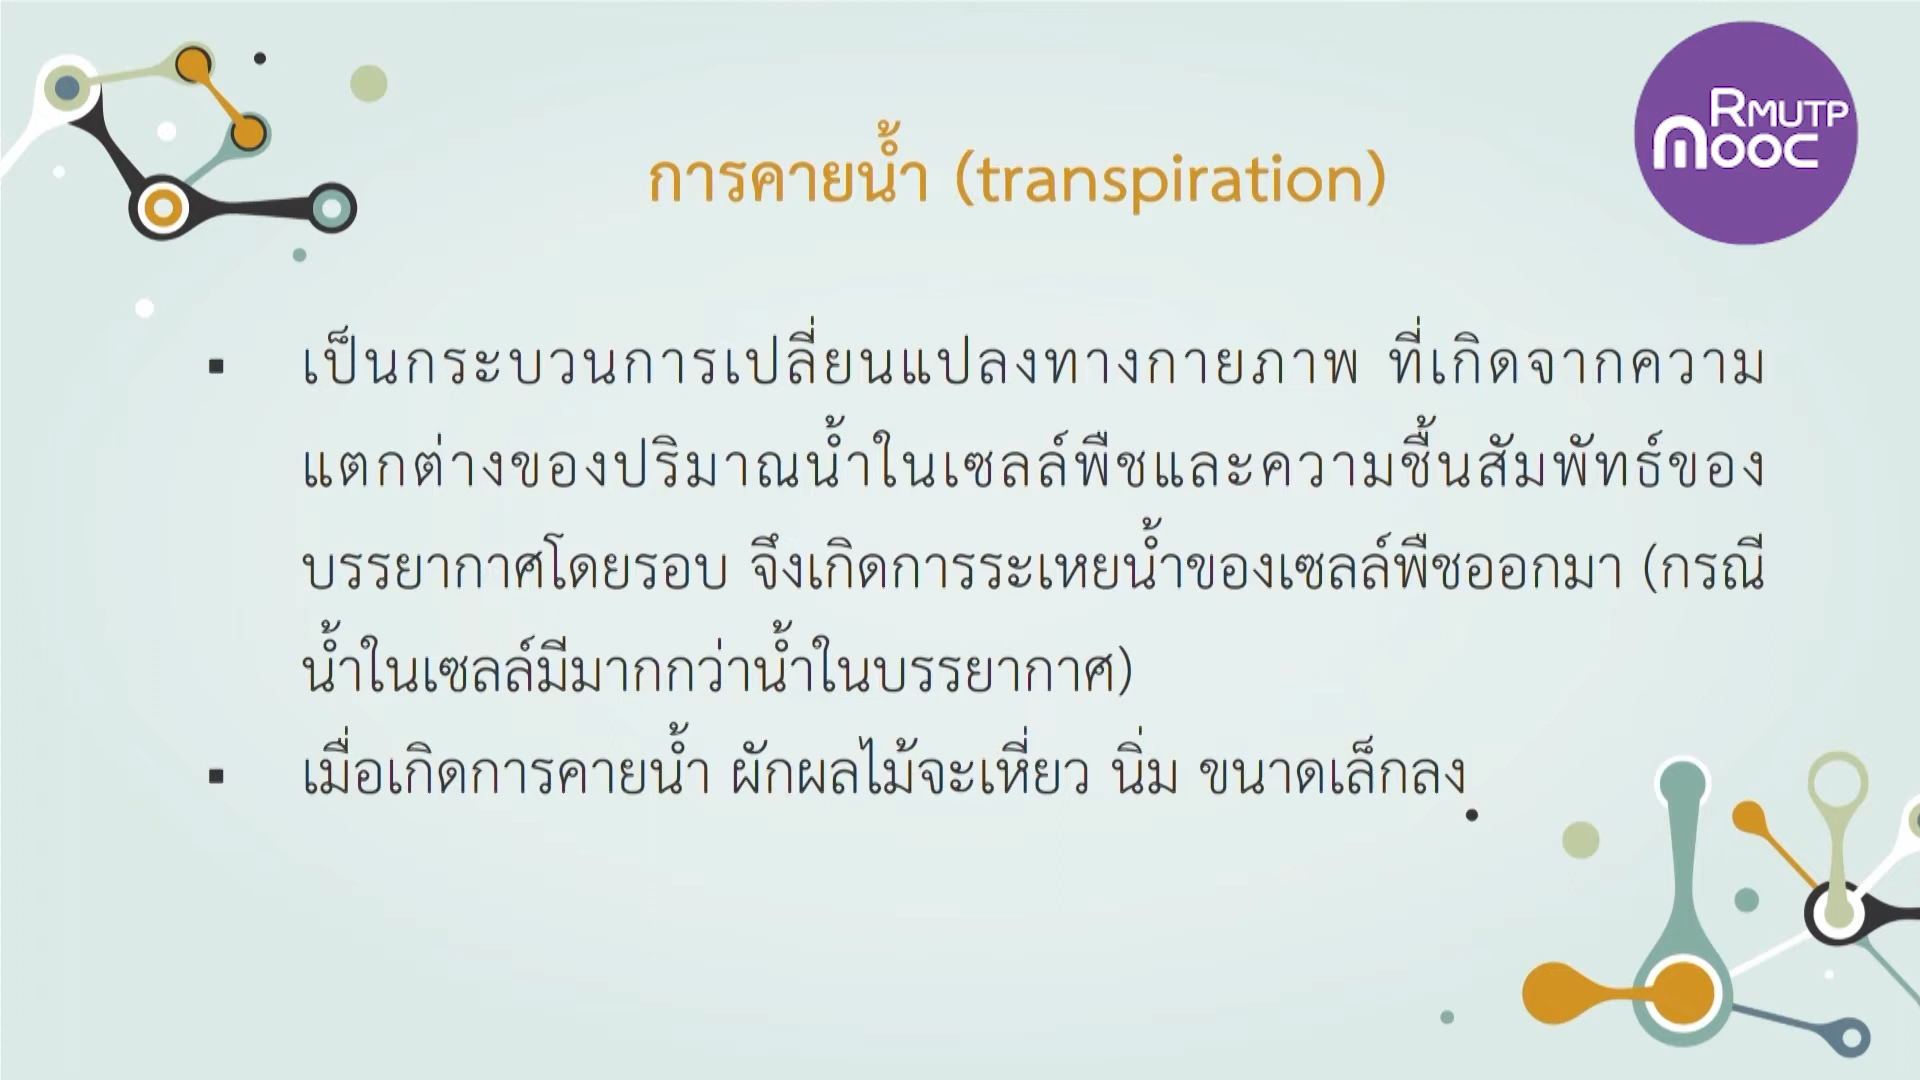 RMUTP
MOOC
การคายน้ำ (transpiration)
▪ เป็นกระบวนการเปลี่ยนแปลงทางกายภาพ ที่เกิดจากความ
แตกต่างของปริมาณน้ำในเซลล์พืชและความชื้นสัมพัทธ์ของ
บรรยากาศโดยรอบ จึงเกิดการระเหยน้ำของเซลล์พืชออกมา (กรณี
น้ำในเซลล์มีมากกว่าน้ำในบรรยากาศ)
▪ เมื่อเกิดการคายน้ำ ผักผลไม้จะเหี่ยว นิ่ม ขนาดเล็กลง